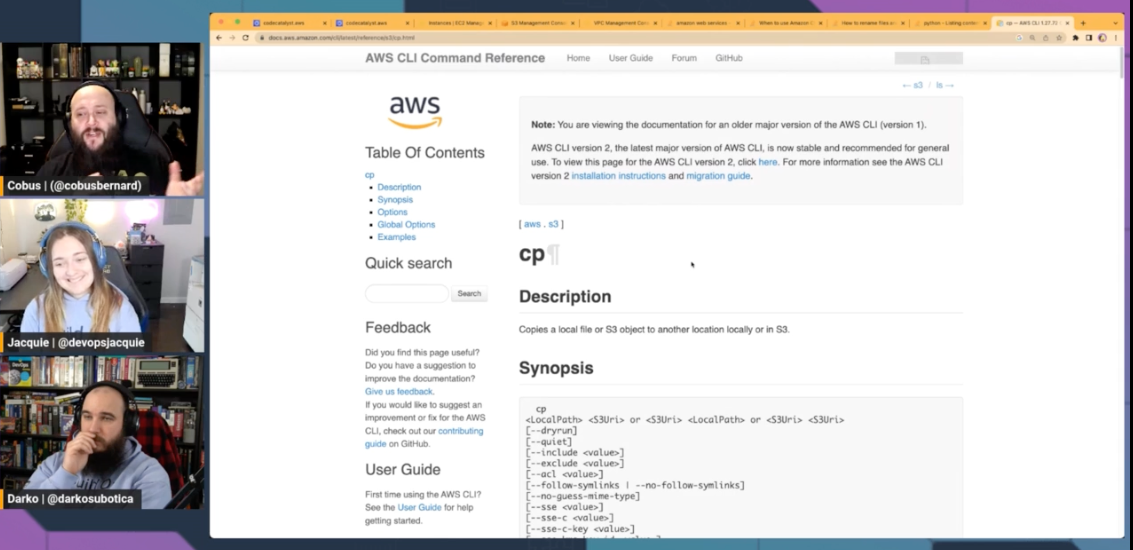 codecatalyst.aws
codecatalyst.aws
Instances | EC2 Manag
S3 Management Cons
VPC Management Con
amazon web services
When to use Amazon
How to rename files
python - Listing conten
cp — AWS CLI 1.27.7
docs.aws.amazon.com/cli/latest/reference/s3/cp.html
AWS CLI Command Reference Home User Guide Forum GitHub
← s3 / ls →
aws
Table Of Contents
cp
Description
Synopsis
Options
Global Options
Examples
Quick search
Search
Feedback
Did you find this page useful?
Do you have a suggestion to
improve the documentation?
Give us feedback.
If you would like to suggest an
improvement or fix for the AWS
CLI, check out our contributing
guide on GitHub.
User Guide
First time using the AWS CLI?
See the User Guide for help
getting started.
Note: You are viewing the documentation for an older major version of the AWS CLI (version 1).
AWS CLI version 2, the latest major version of AWS CLI, is now stable and recommended for general
use. To view this page for the AWS CLI version 2, click here. For more information see the AWS CLI
version 2 installation instructions and migration guide.
[ aws . s3 ]
cp¶
Description
Copies a local file or S3 object to another location locally or in S3.
Synopsis
cp
<LocalPath> <S3Uri> or <S3Uri> <LocalPath> or <S3Uri> <S3Uri>
[--dryrun]
[--quiet]
[--include <value>]
[--exclude <value>]
[--acl <value>]
[--follow-symlinks | --no-follow-symlinks]
[--no-guess-mime-type]
[--sse <value>]
[--sse-c <value>]
[--sse-c-key <value>]
Cobus | (@cobusbernard)
Jacquie | @devopsjacquie
Darko | @darkosubotica